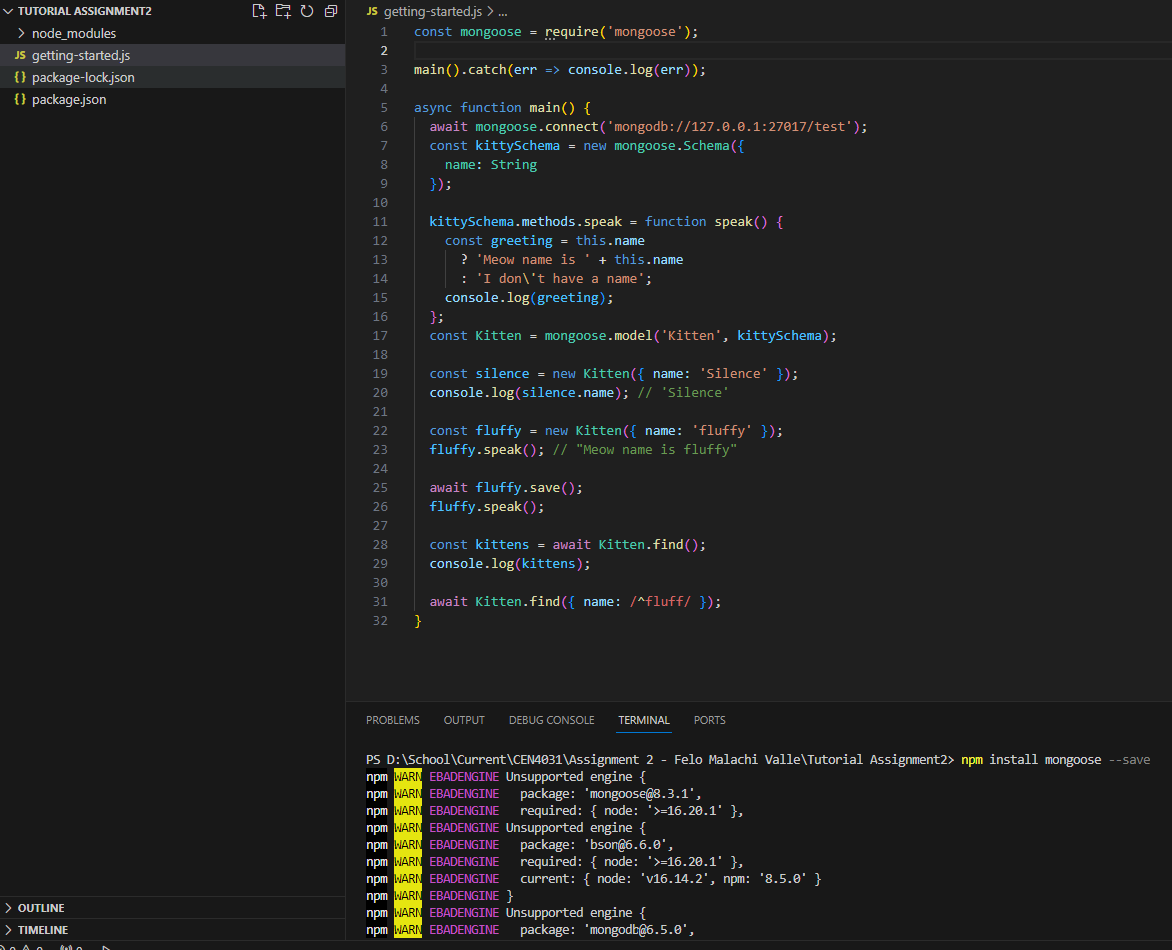 TUTORIAL ASSIGNMENT2
node_modules
JS getting-started.js
{} package-lock.json
{} package.json
OUTLINE
TIMELINE
JS getting-started.js > ...
1 const mongoose = require('mongoose');
2
3 main().catch(err => console.log(err));
4
5 async function main() {
6 await mongoose.connect('mongodb://127.0.0.1:27017/test');
7 const kittySchema = new mongoose.Schema({
8 name: String
9 });
10
11 kittySchema.methods.speak = function speak() {
12 const greeting = this.name
13 ? 'Meow name is ' + this.name
14 : 'I don\'t have a name';
15 console.log(greeting);
16 };
17 const Kitten = mongoose.model('Kitten', kittySchema);
18
19 const silence = new Kitten({ name: 'Silence' });
20 console.log(silence.name); // 'Silence'
21
22 const fluffy = new Kitten({ name: 'fluffy' });
23 fluffy.speak(); // "Meow name is fluffy"
24
25 await fluffy.save();
26 fluffy.speak();
27
28 const kittens = await Kitten.find();
29 console.log(kittens);
30
31 await Kitten.find({ name: /^fluff/ });
32 }
PROBLEMS OUTPUT DEBUG CONSOLE TERMINAL PORTS
PS D:\School\Current\CEN4031\Assignment 2 - Felo Malachi Valle\Tutorial Assignment2> npm install mongoose --save
npm WARN EBADENGINE Unsupported engine {
npm WARN EBADENGINE package: 'mongoose@8.3.1',
npm WARN EBADENGINE required: { node: '>=16.20.1' },
npm WARN EBADENGINE Unsupported engine {
npm WARN EBADENGINE package: 'bson@6.6.0',
npm WARN EBADENGINE required: { node: '>=16.20.1' },
npm WARN EBADENGINE current: { node: 'v16.14.2', npm: '8.5.0' }
npm WARN EBADENGINE }
npm WARN EBADENGINE Unsupported engine {
npm WARN EBADENGINE package: 'mongodb@6.5.0',